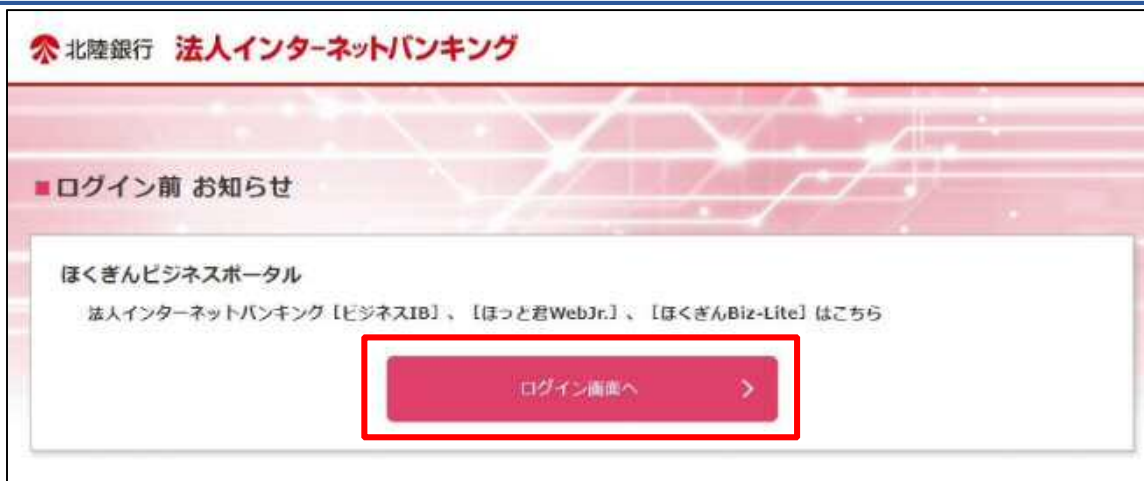 北陸銀行 法人インターネットバンキング
■ログイン前 お知らせ
ほくぎんビジネスポータル
法人インターネットバンキング［ビジネスIB］、［ほっと君WebJr.］、［ほくぎんBiz-Lite］はこちら
ログイン画面へ